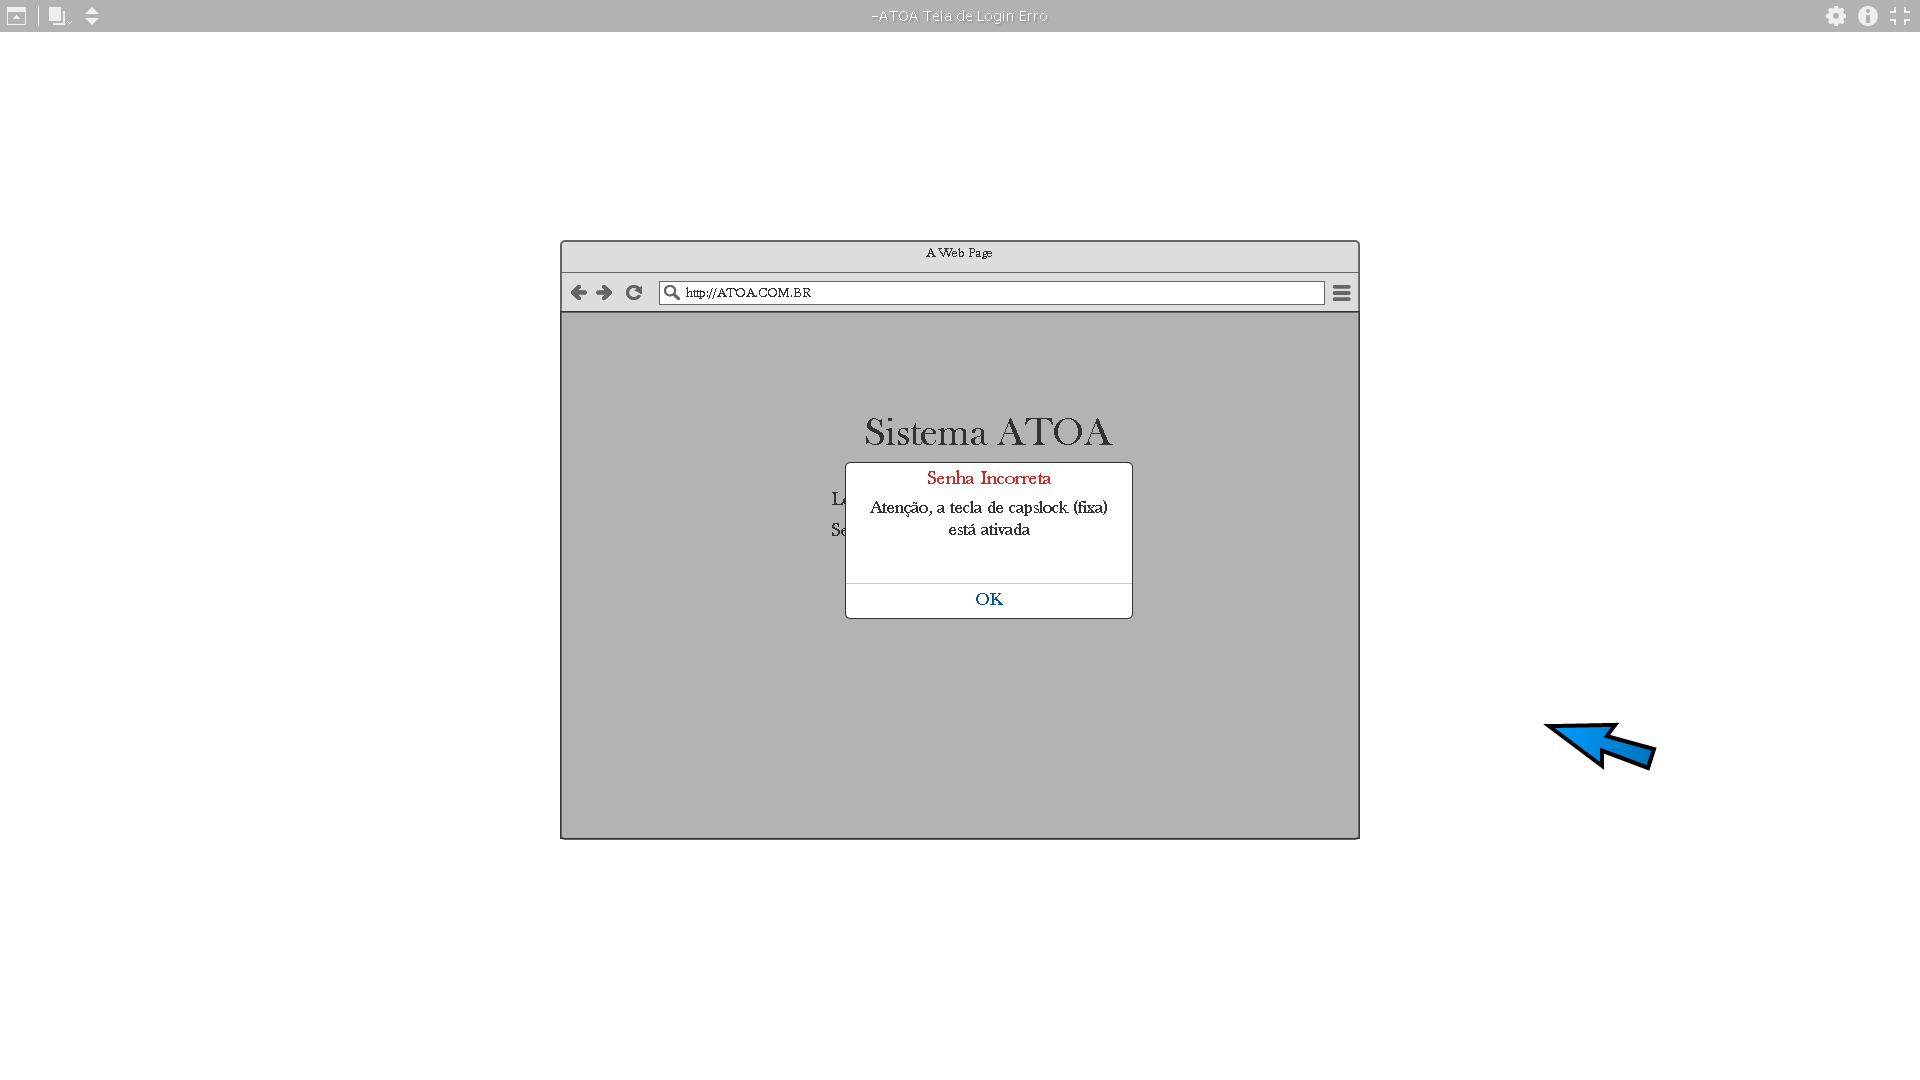 -ATOA Tela de Login Erro
A Web Page
http://ATOA.COM.BR
Sistema ATOA
Senha Incorreta
Atenção, a tecla de capslock (fixa)
está ativada
OK